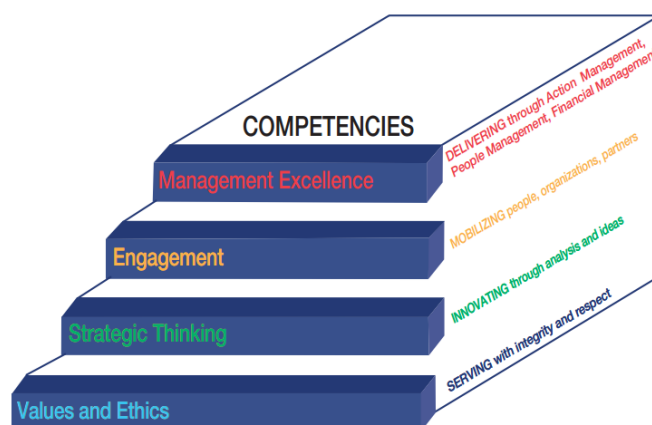 COMPETENCIES
Management Excellence
DELIVERING through Action Management,
People Management, Financial Management
Engagement
MOBILIZING people, organizations, partners
Strategic Thinking
INNOVATING through analysis and ideas
Values and Ethics
SERVING with integrity and respect